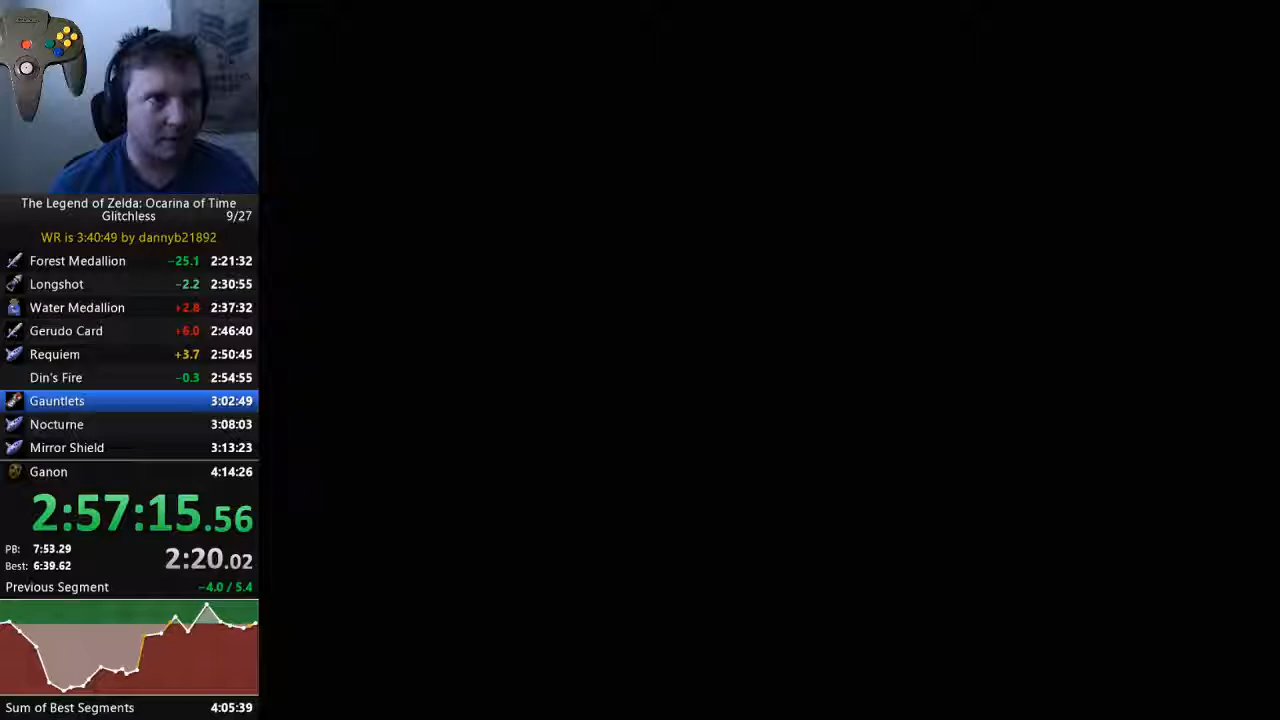 The Legend of Zelda: Ocarina of Time
Glitchless 9/27
WR is 3:40:49 by dannyb21892
Forest Medallion −25.1 2:21:32
Longshot −2.2 2:30:55
Water Medallion +2.8 2:37:32
Gerudo Card +6.0 2:46:40
Requiem +3.7 2:50:45
Din's Fire −0.3 2:54:55
Gauntlets 3:02:49
Nocturne 3:08:03
Mirror Shield 3:13:23
Ganon 4:14:26
2:57:15.56
PB: 7:53.29
Best: 6:39.62
2:20.02
Previous Segment −4.0 / 5.4
Sum of Best Segments 4:05:39